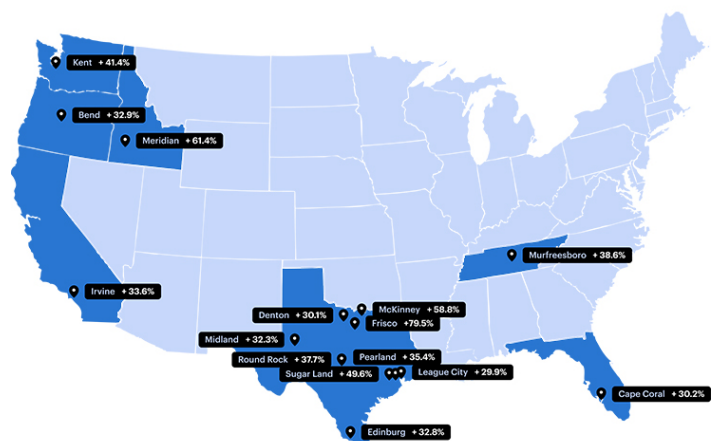 Kent + 41.4%
Bend + 32.9%
Meridian + 61.4%
Murfreesboro + 38.6%
Irvine + 33.6%
McKinney + 58.8%
Denton + 30.1%
Frisco +79.5%
Midland + 32.3%
Round Rock + 37.7%
Pearland + 35.4%
Sugar Land + 49.6%
League City + 29.9%
Cape Coral + 30.2%
Edinburg + 32.8%